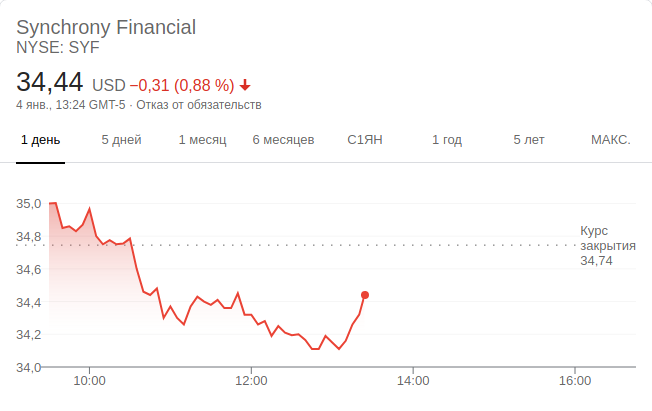 Synchrony Financial
NYSE: SYF
34,44 USD −0,31 (0,88 %)
4 янв., 13:24 GMT-5 · Отказ от обязательств
1 день 5 дней 1 месяц 6 месяцев С1ЯН 1 год 5 лет МАКС.
35,0
34,8
34,6
34,4
34,2
34,0
Курс
закрытия
34,74
10:00 12:00 14:00 16:00